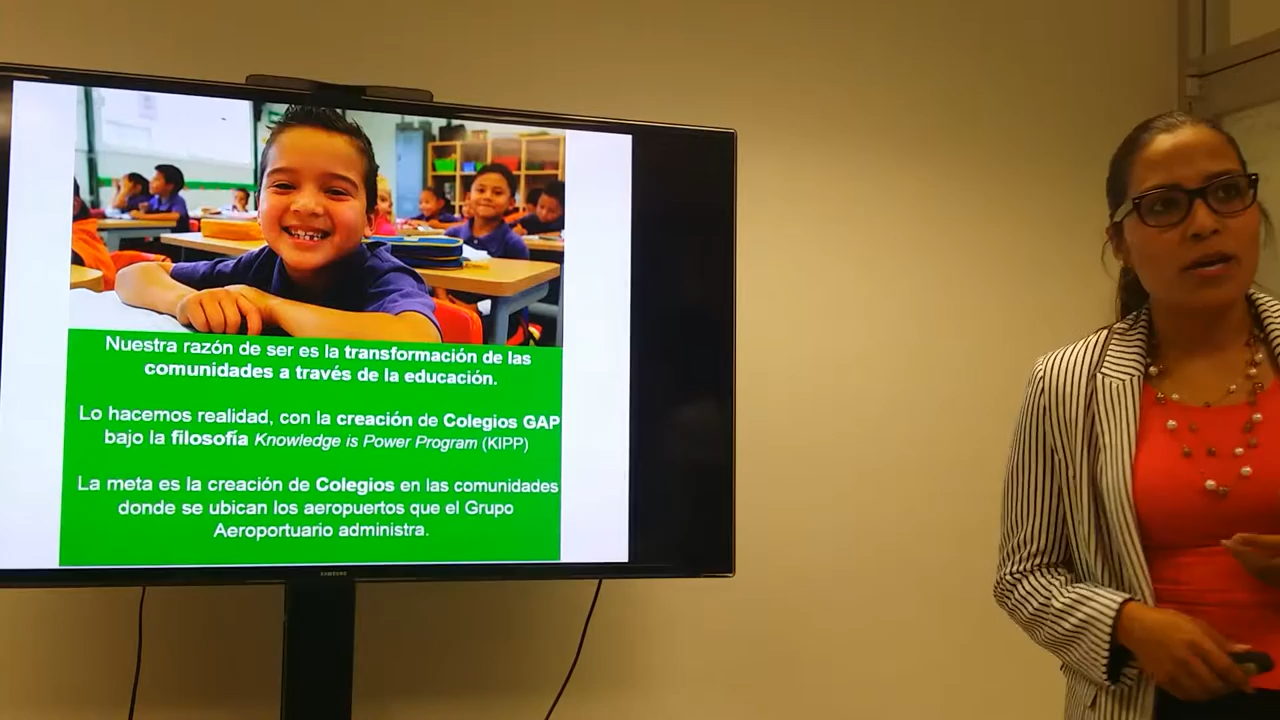 Nuestra razón de ser es la transformación de las
comunidades a través de la educación.
Lo hacemos realidad, con la creación de Colegios GAP
bajo la filosofía Knowledge is Power Program (KIPP)
La meta es la creación de Colegios en las comunidades
donde se ubican los aeropuertos que el Grupo
Aeroportuario administra.
SAMSUNG